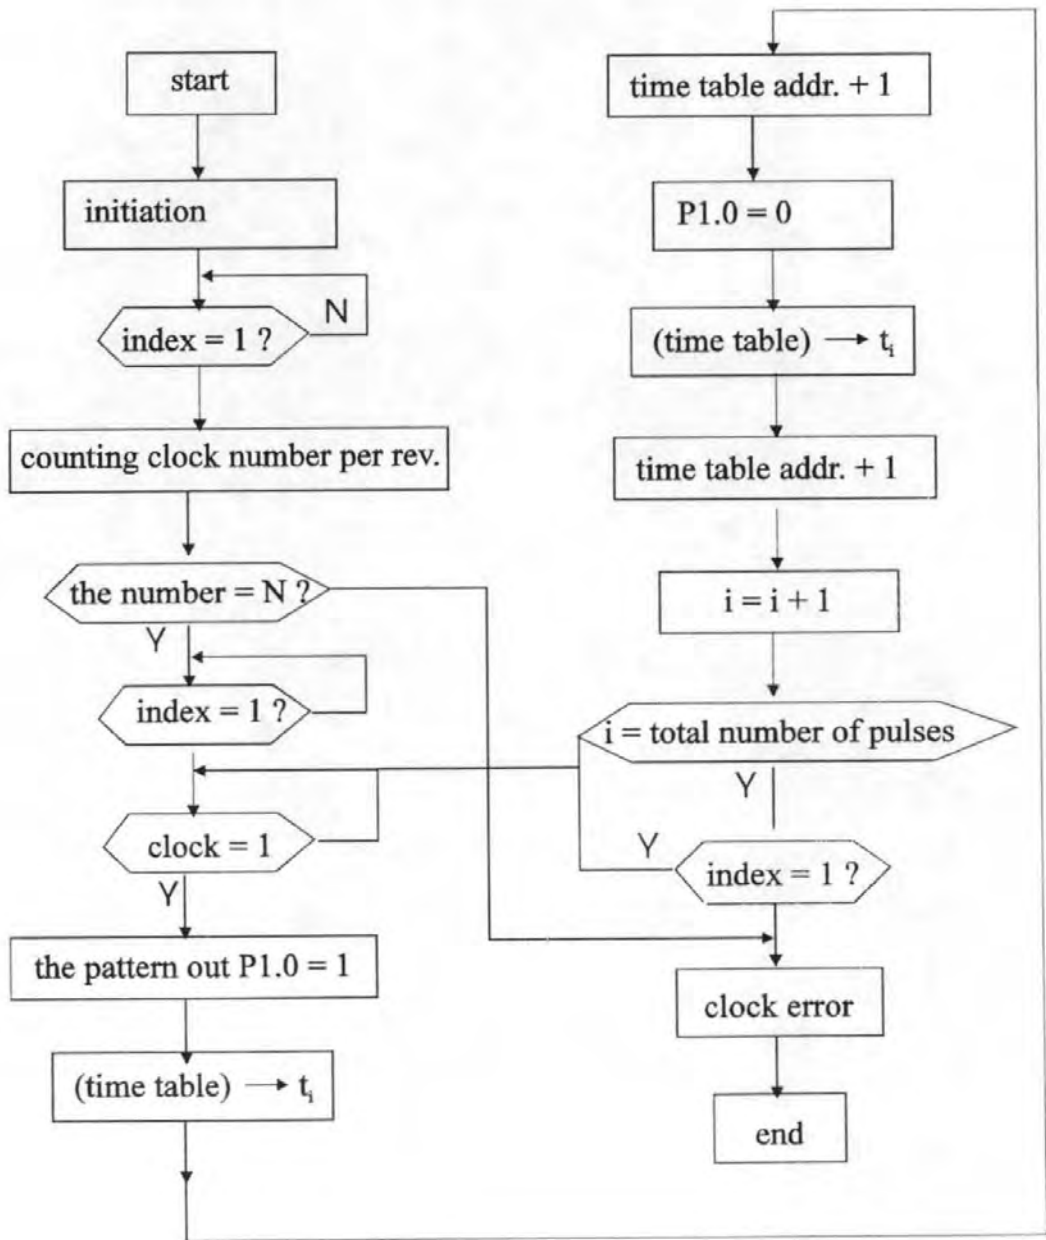 start
initiation
index = 1 ?
N
counting clock number per rev.
the number = N ?
Y
index = 1 ?
clock = 1
Y
the pattern out P1.0 = 1
(time table) → tᵢ
time table addr. + 1
P1.0 = 0
(time table) → tᵢ
time table addr. + 1
i = i + 1
i = total number of pulses
Y
Y
index = 1 ?
clock error
end